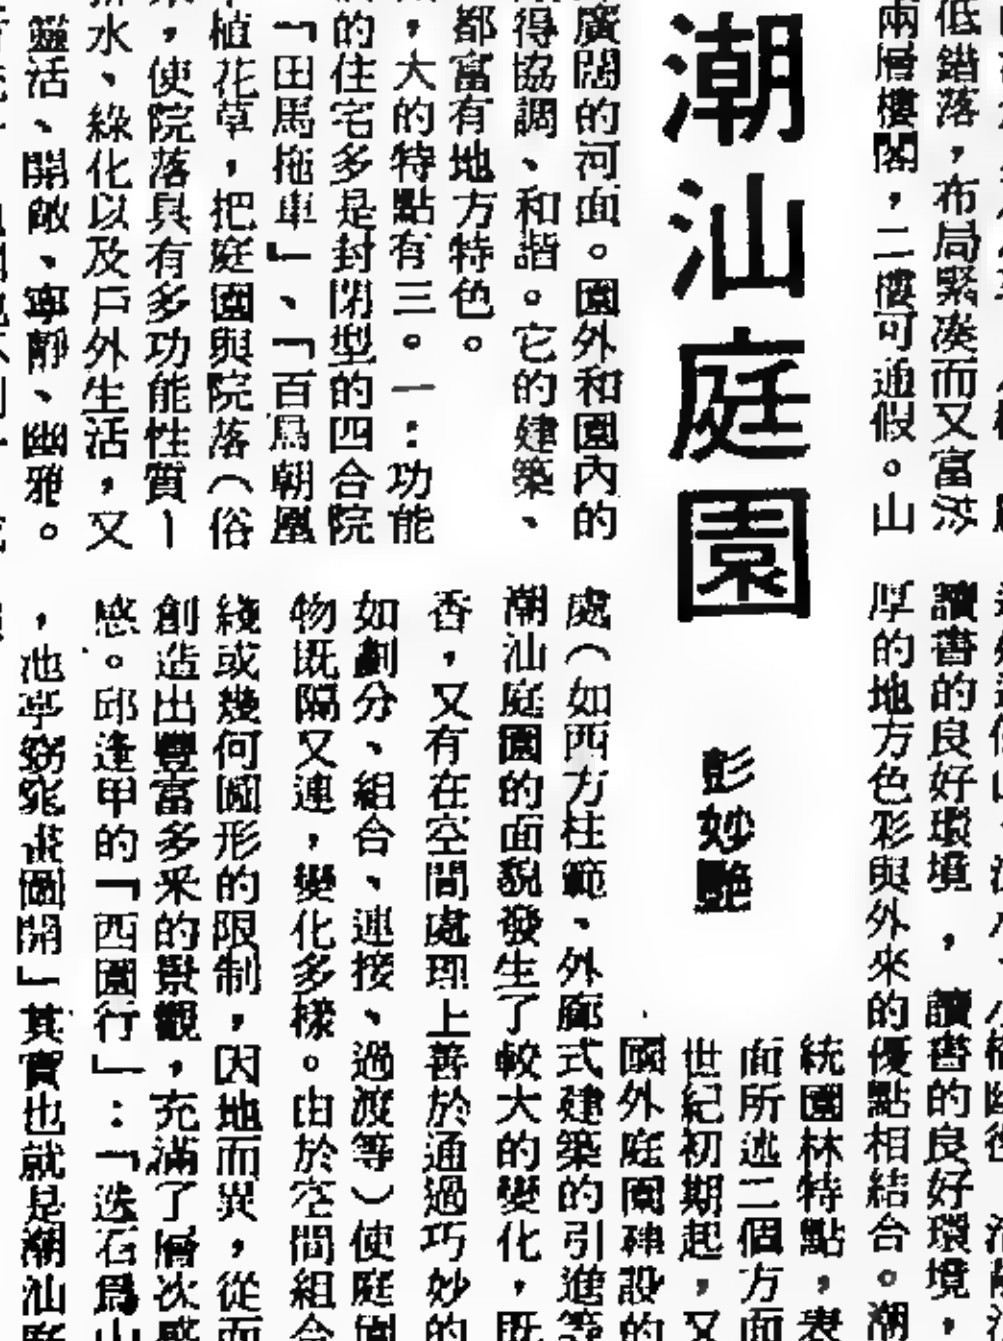 潮汕庭園
彭妙艷
低錯落，布局緊凑而又富涉
兩層樓閣，二樓可通假。山
廣闊的河面。園外和園內的
得協調、和諧。它的建築、
都富有地方特色。
，大的特點有三。一：功能
的住宅多是封閉型的四合院
「田馬拖車」、「百鳥朝凰
植花草，把庭園與院落（俗
，使院落具有多功能性質—
水、綠化以及戶外生活，又
靈活、開敞、寧靜、幽雅。
讀書的良好環境，讀書的良好環境，
厚的地方色彩與外來的優點相結合。潮
統園林特點，表
面所述二個方面
世紀初期起，又
國外庭園建設的
處（如西方柱範、外廊式建築的引進等
潮汕庭園的面貌發生了較大的變化，既
香，又有在空間處理上善於通過巧妙的
如劃分、組合、連接、過渡等）使庭園
物既隔又連，變化多樣。由於空間組合
綫或幾何圖形的限制，因地而異，從而
創造出豐富多釆的景觀，充滿了層次感
感。邱逢甲的「西園行」：「迭石爲山
，池亭窈窕畫圖開」其實也就是潮汕庭